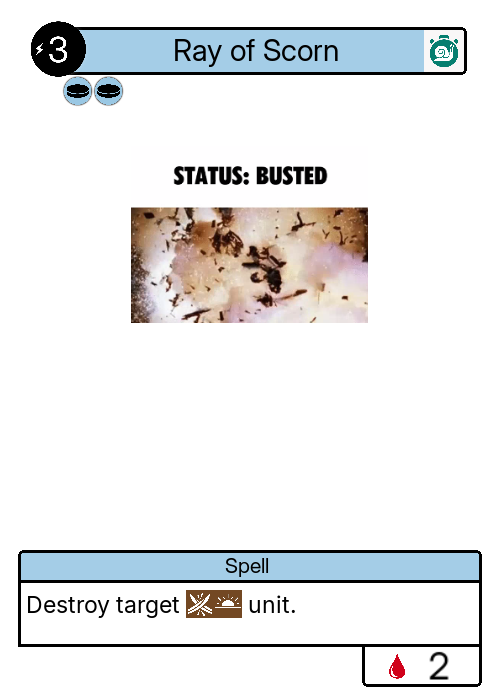 3
Ray of Scorn
STATUS: BUSTED
Spell
Destroy target unit.
2